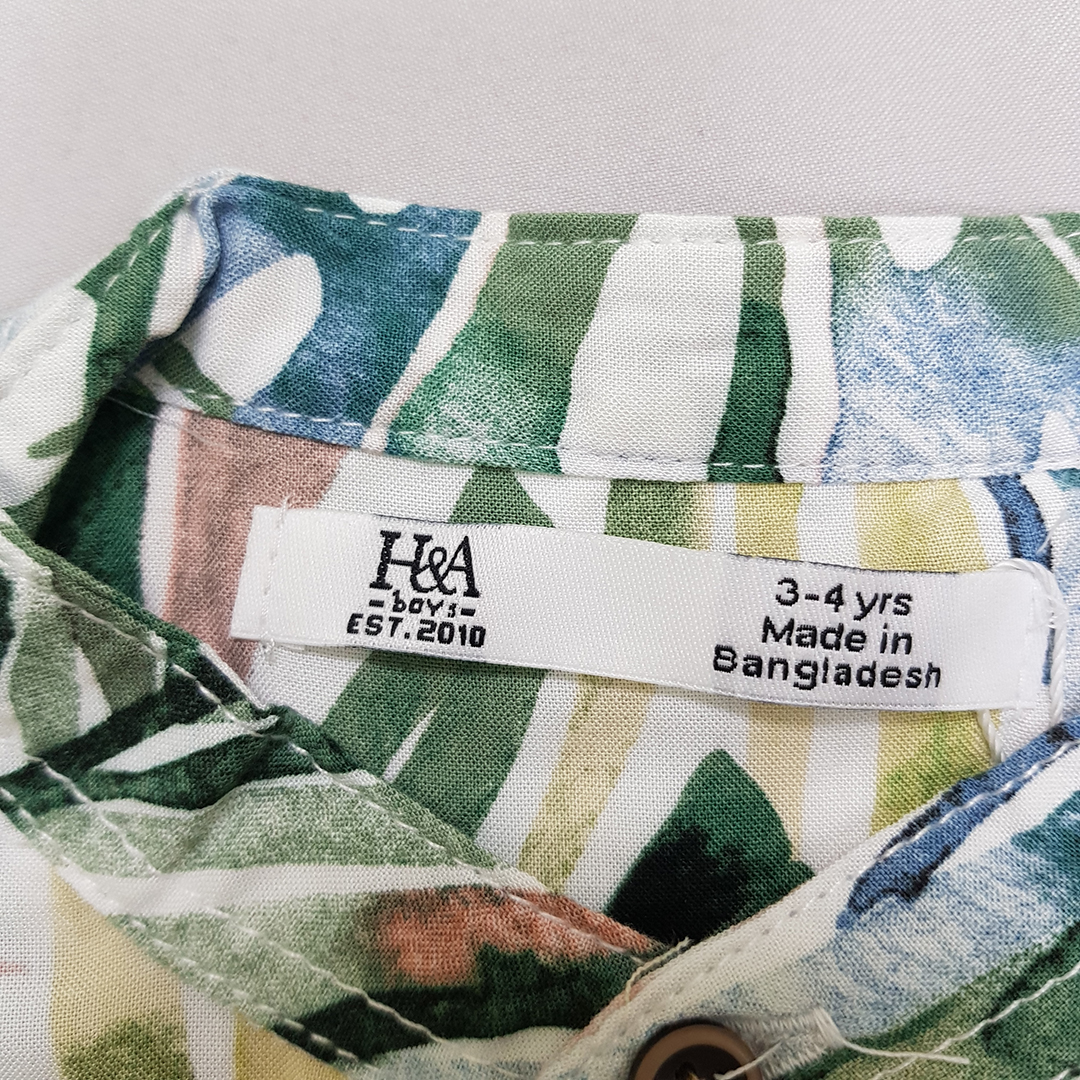 H&A
-boys-
EST.2010
3-4 yrs
Made in
Bangladesh